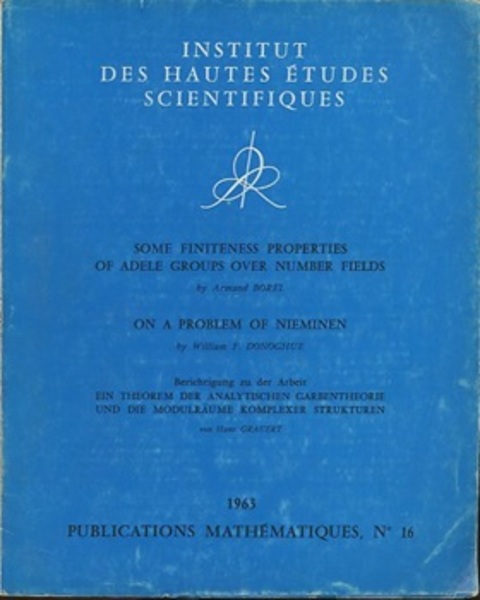 INSTITUT
DES HAUTES ÉTUDES
SCIENTIFIQUES
SOME FINITENESS PROPERTIES
OF ADELE GROUPS OVER NUMBER FIELDS
by Armand BOREL
ON A PROBLEM OF NIEMINEN
by William F. DONOGHUE
Berichtigung zu der Arbeit
EIN THEOREM DER ANALYTISCHEN GARBENTHEORIE
UND DIE MODULRÄUME KOMPLEXER STRUKTUREN
von Hans GRAUERT
1963
PUBLICATIONS MATHÉMATIQUES, N° 16